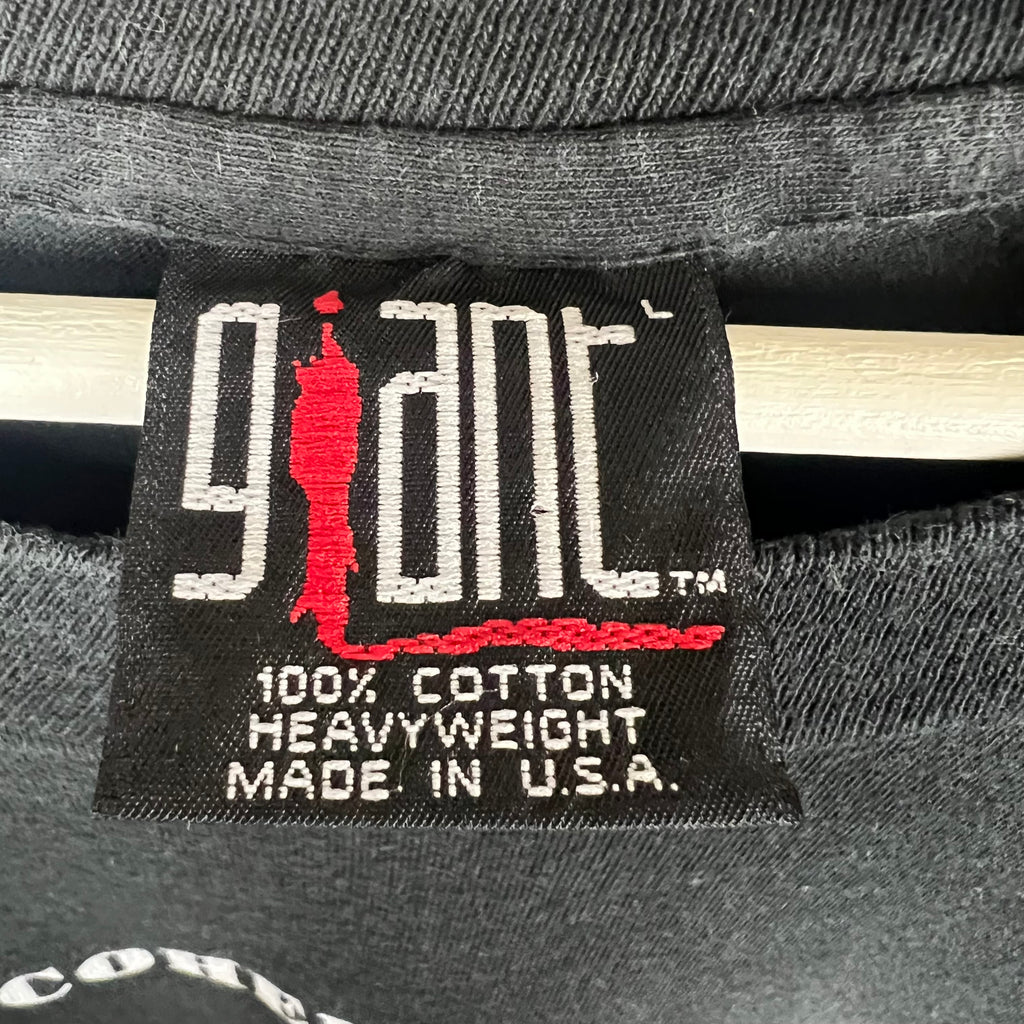 giant L
TM
100% COTTON
HEAVYWEIGHT
MADE IN U.S.A.